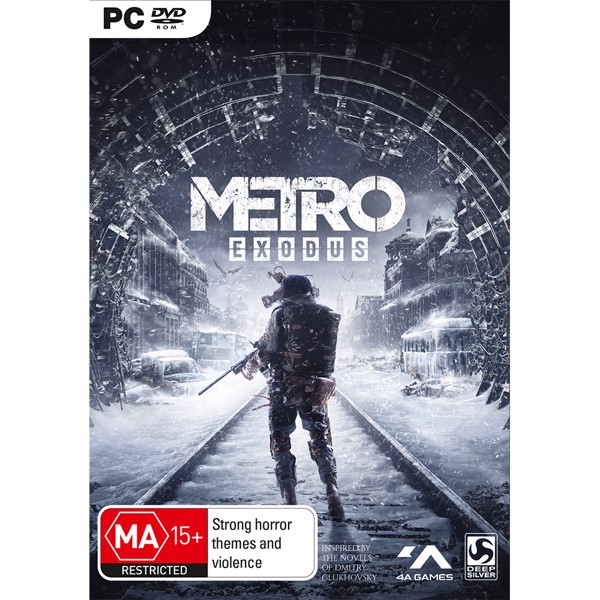 PC DVD
ROM
METRO
EXODUS
MA 15+
RESTRICTED
Strong horror
themes and
violence
INSPIRED BY
THE NOVELS
OF DMITRY
GLUKHOVSKY
4A GAMES
DEEP
SILVER